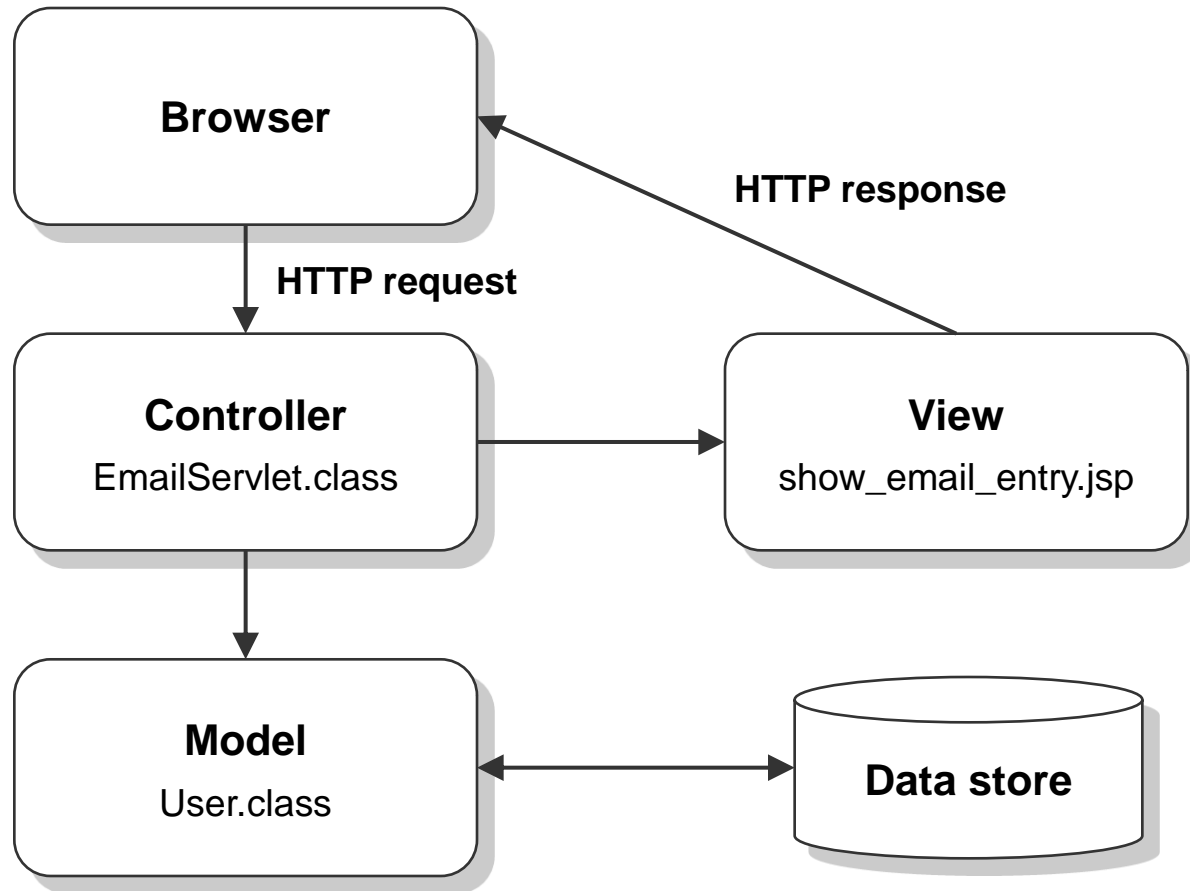 Browser
HTTP response
HTTP request
Controller
EmailServlet.class
View
show_email_entry.jsp
Model
User.class
Data store